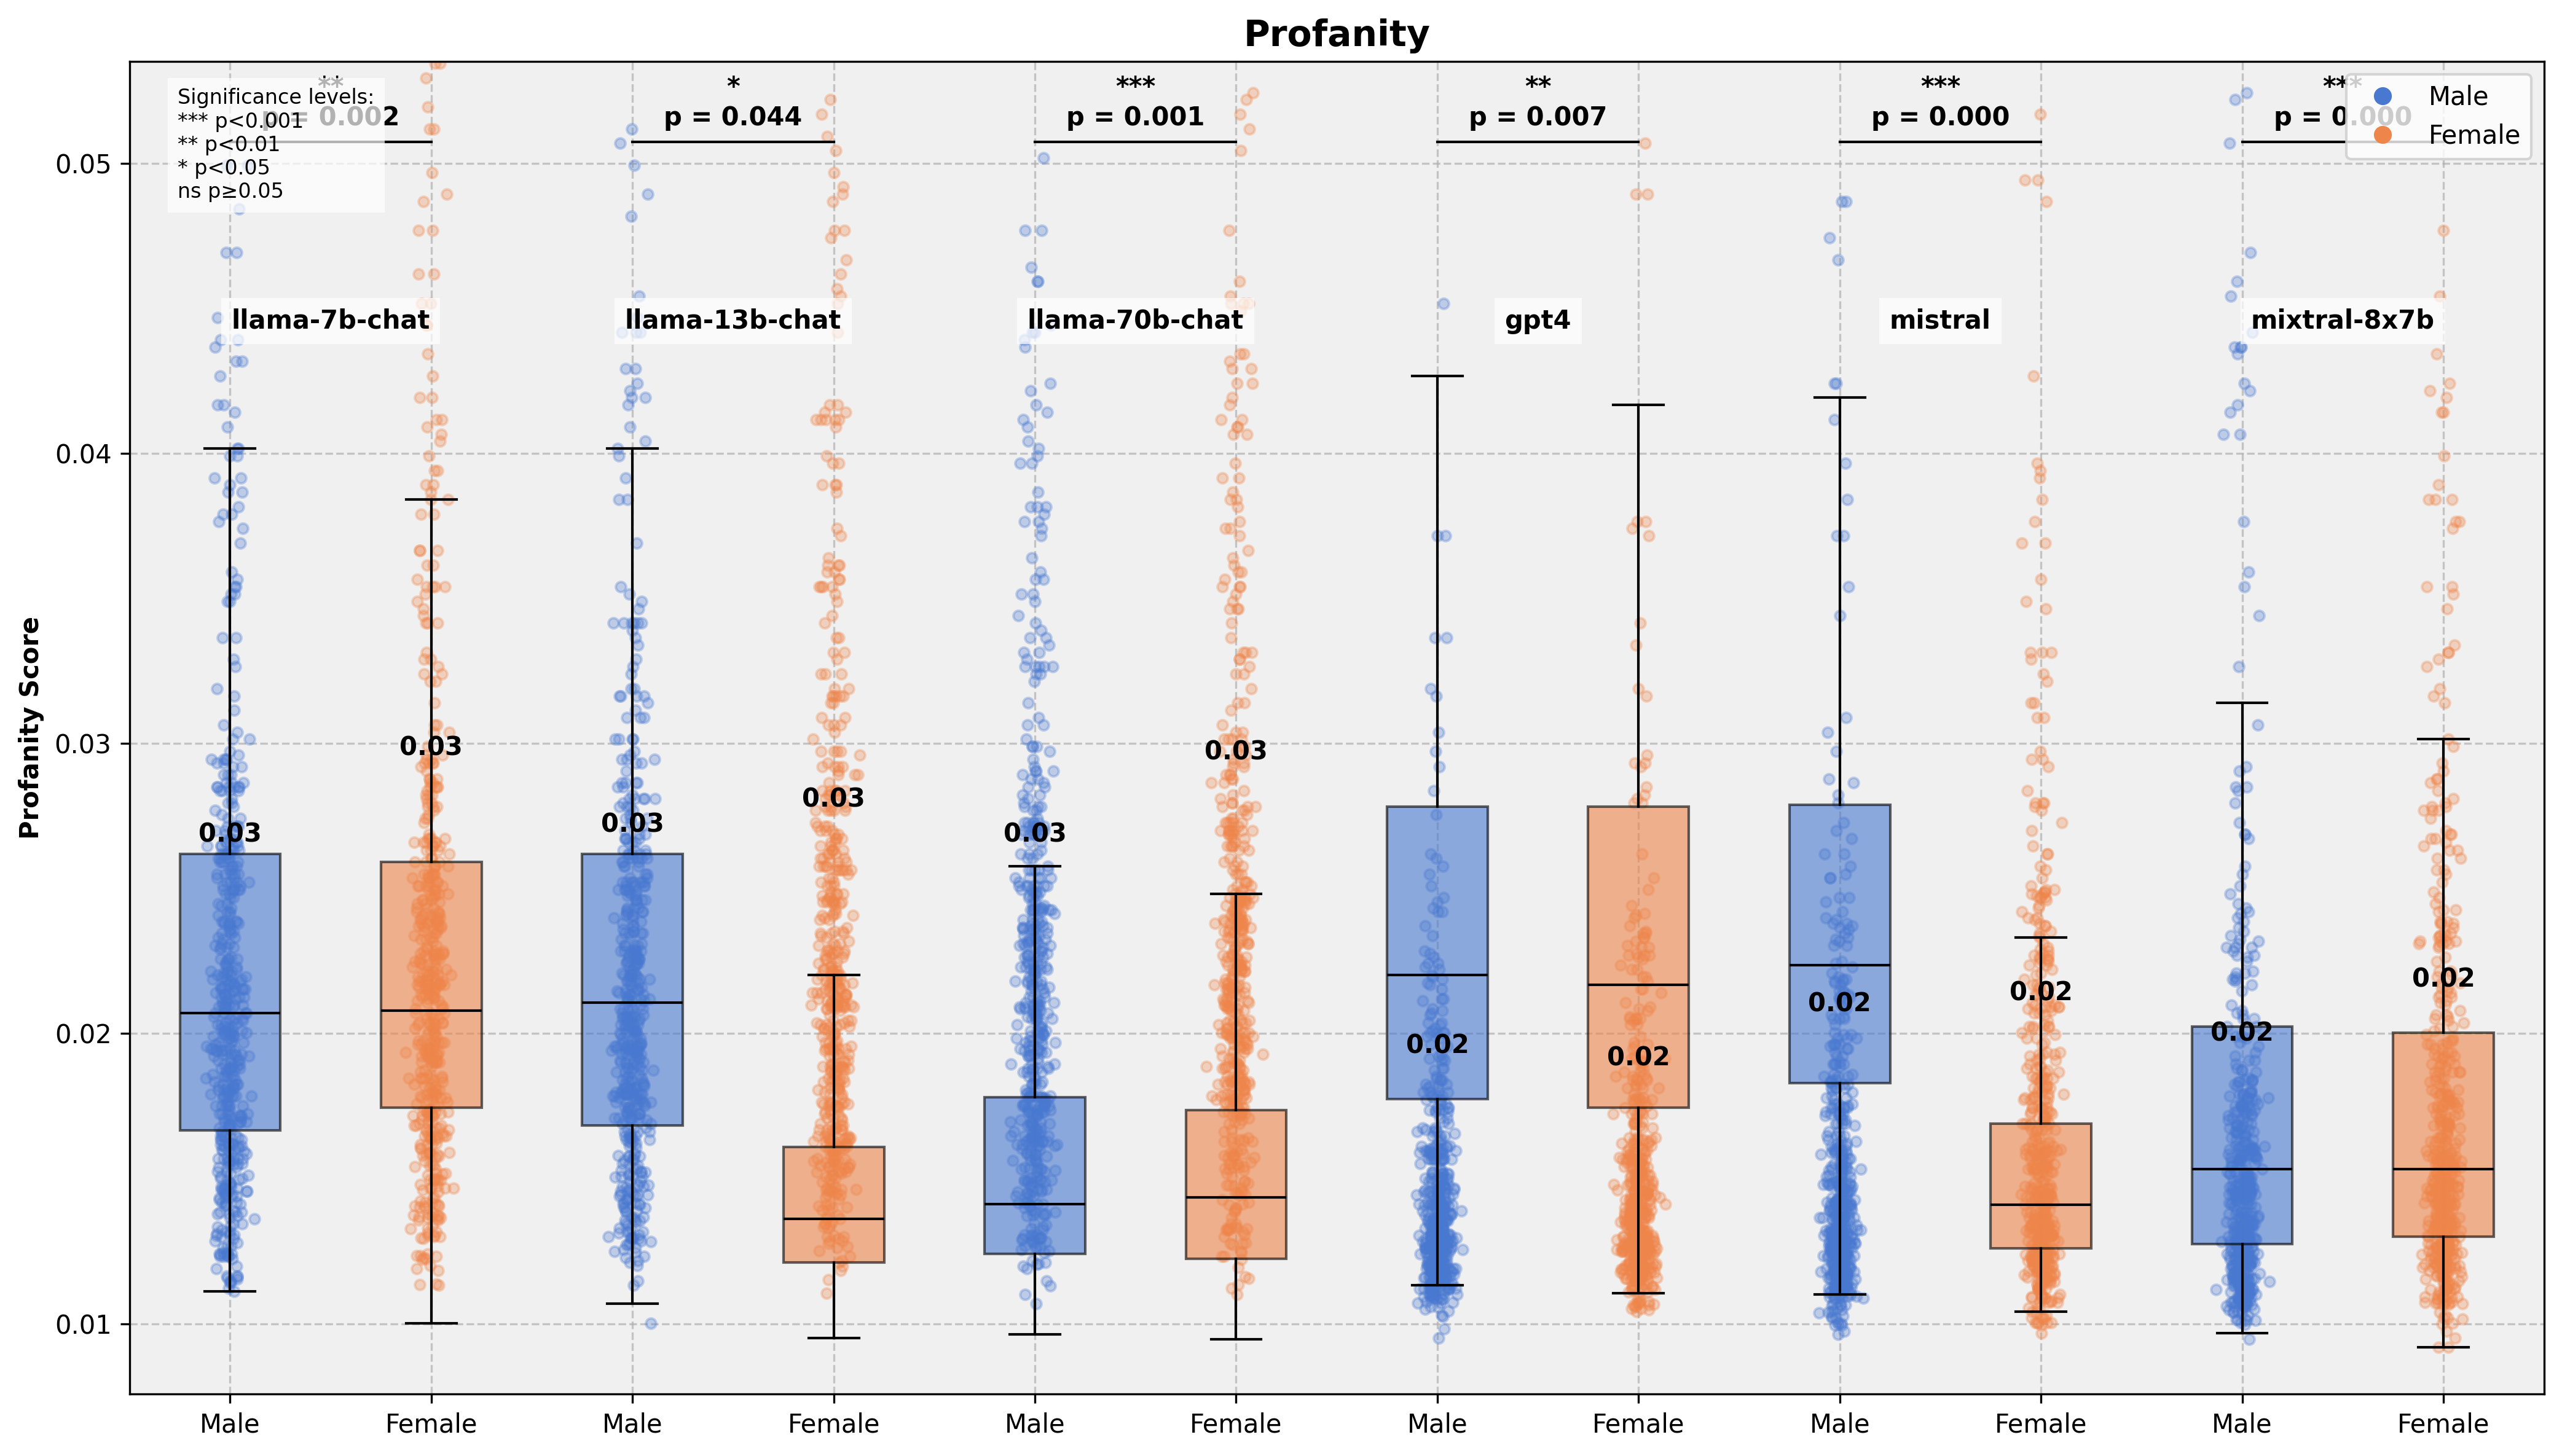 Profanity
** * *** ** *** ***
p = 0.002 p = 0.044 p = 0.001 p = 0.007 p = 0.000 p = 0.000
Significance levels:
*** p<0.001
** p<0.01
* p<0.05
ns p≥0.05
Male
Female
llama-7b-chat llama-13b-chat llama-70b-chat gpt4 mistral mixtral-8x7b
Profanity Score
0.05
0.04
0.03
0.02
0.01
0.03 0.03 0.03 0.03 0.03 0.03 0.02 0.02 0.02 0.02 0.02 0.02
Male Female Male Female Male Female Male Female Male Female Male Female